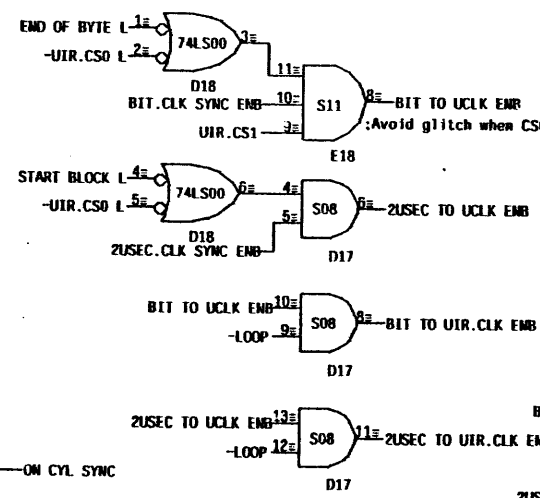 END OF BYTE L 1 3
74LS00
-UIR.CS0 L 2
D18
11
BIT.CLK SYNC ENB 10 S11 8 BIT TO UCLK ENB
UIR.CS1 9 ;Avoid glitch when CS
E18
START BLOCK L 4 6 4
74LS00 S08 6 2USEC TO UCLK ENB
-UIR.CS0 L 5 5
D18
2USEC.CLK SYNC ENB D17
BIT TO UCLK ENB 10 S08 8 BIT TO UIR.CLK ENB
-LOOP 9
D17
2USEC TO UCLK ENB 13 S08 11 2USEC TO UIR.CLK
-LOOP 12
ON CYL SYNC
D17